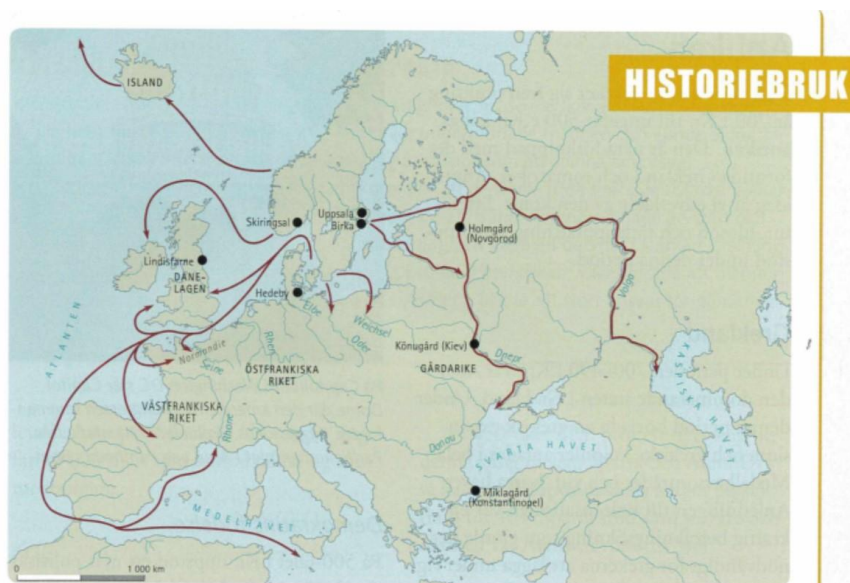 HISTORIEBRUK
ISLAND
Uppsala
Birka
Skiringsal
Holmgård
(Novgorod)
Lindisfarne
DANE-
LAGEN
Hedeby
Elbe
Weichsel
Oder
Volga
ATLANTEN
Rhen
Normandie
Seine
Könugård (Kiev)
Dnepr
GÅRDARIKE
ÖSTFRANKISKA
RIKET
VÄSTFRANKISKA
RIKET
Rhone
Donau
KASPISKA HAVET
SVARTA HAVET
Miklagård
(Konstantinopel)
MEDELHAVET
0 1 000 km